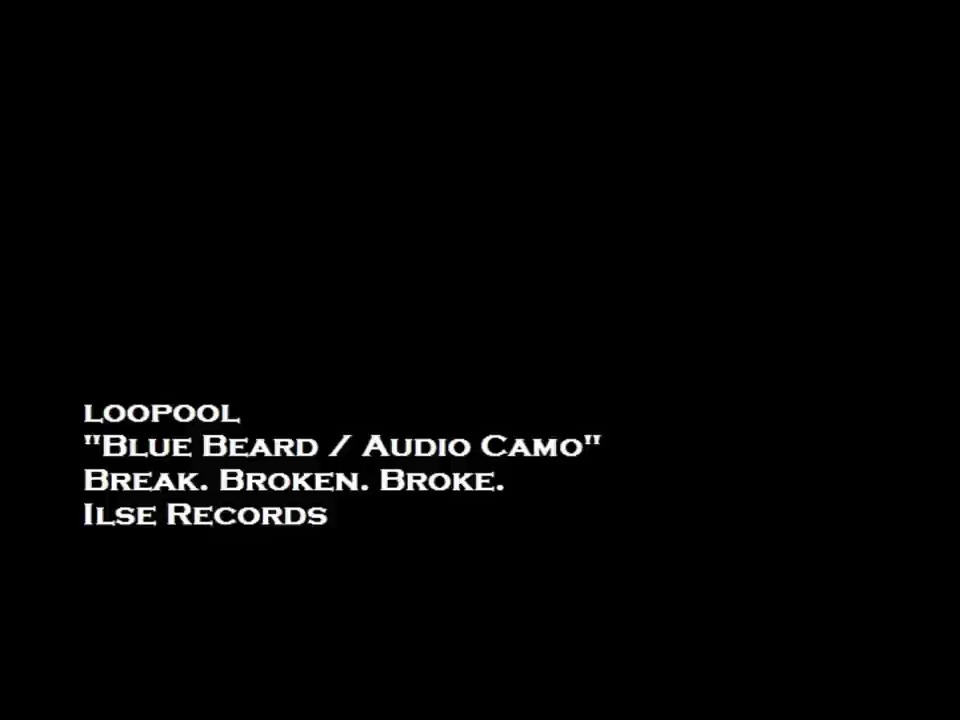 loopool
"Blue Beard / Audio Camo"
Break. Broken. Broke.
Ilse Records